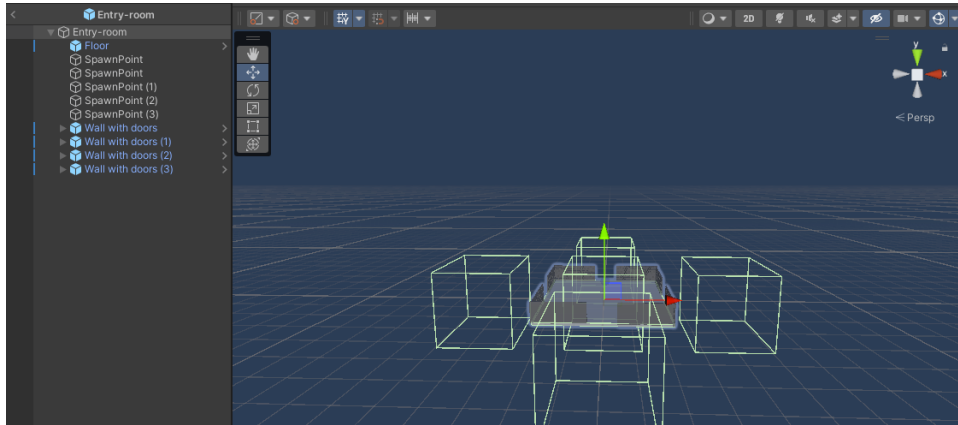 Entry-room
Entry-room
Floor
SpawnPoint
SpawnPoint
SpawnPoint (1)
SpawnPoint (2)
SpawnPoint (3)
Wall with doors
Wall with doors (1)
Wall with doors (2)
Wall with doors (3)
2D
y
x
Persp